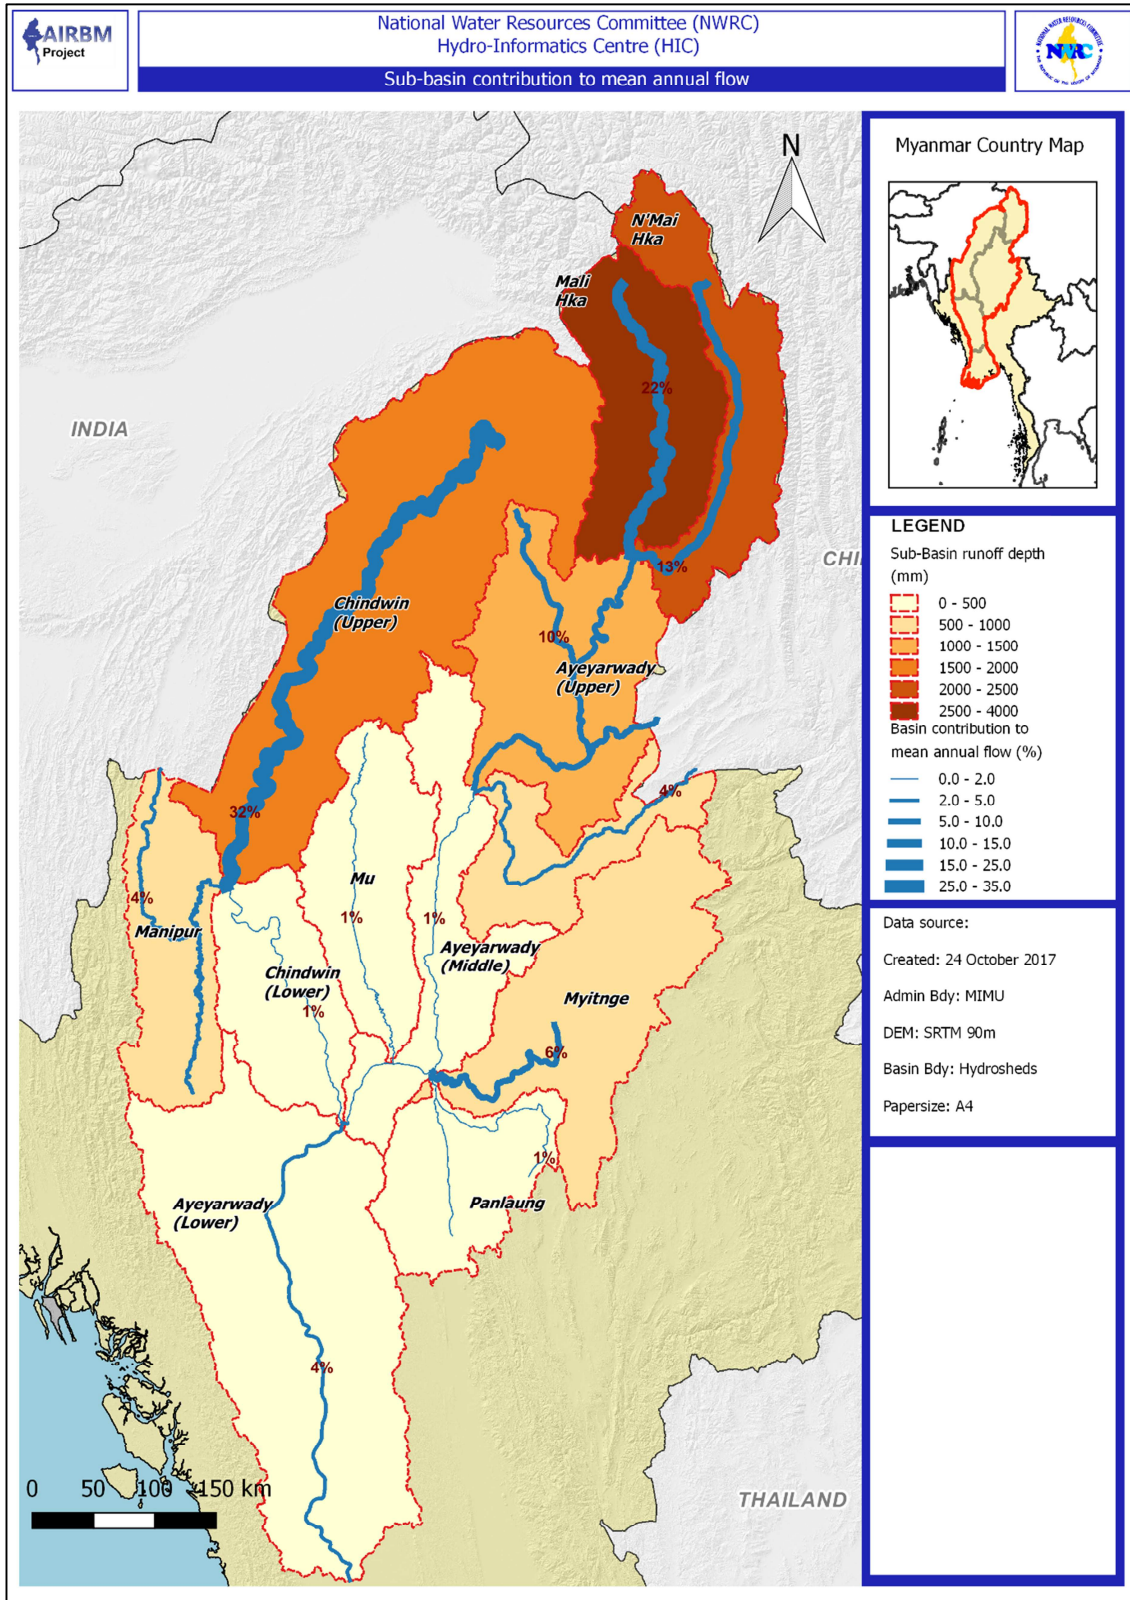 AIRBM
Project
National Water Resources Committee (NWRC)
Hydro-Informatics Centre (HIC)
Sub-basin contribution to mean annual flow
NWRC
N
N'Mai
Hka
Mali
Hka
22%
INDIA
CHI
13%
Chindwin
(Upper)
10%
Ayeyarwady
(Upper)
32%
4%
Mu
4%
Manipur
1%
1%
Ayeyarwady
(Middle)
Chindwin
(Lower)
1%
Myitnge
6%
1%
Ayeyarwady
(Lower)
Panlaung
4%
0 50 100 150 km
THAILAND
Myanmar Country Map
LEGEND
Sub-Basin runoff depth
(mm)
0 - 500
500 - 1000
1000 - 1500
1500 - 2000
2000 - 2500
2500 - 4000
Basin contribution to
mean annual flow (%)
0.0 - 2.0
2.0 - 5.0
5.0 - 10.0
10.0 - 15.0
15.0 - 25.0
25.0 - 35.0
Data source:
Created: 24 October 2017
Admin Bdy: MIMU
DEM: SRTM 90m
Basin Bdy: Hydrosheds
Papersize: A4